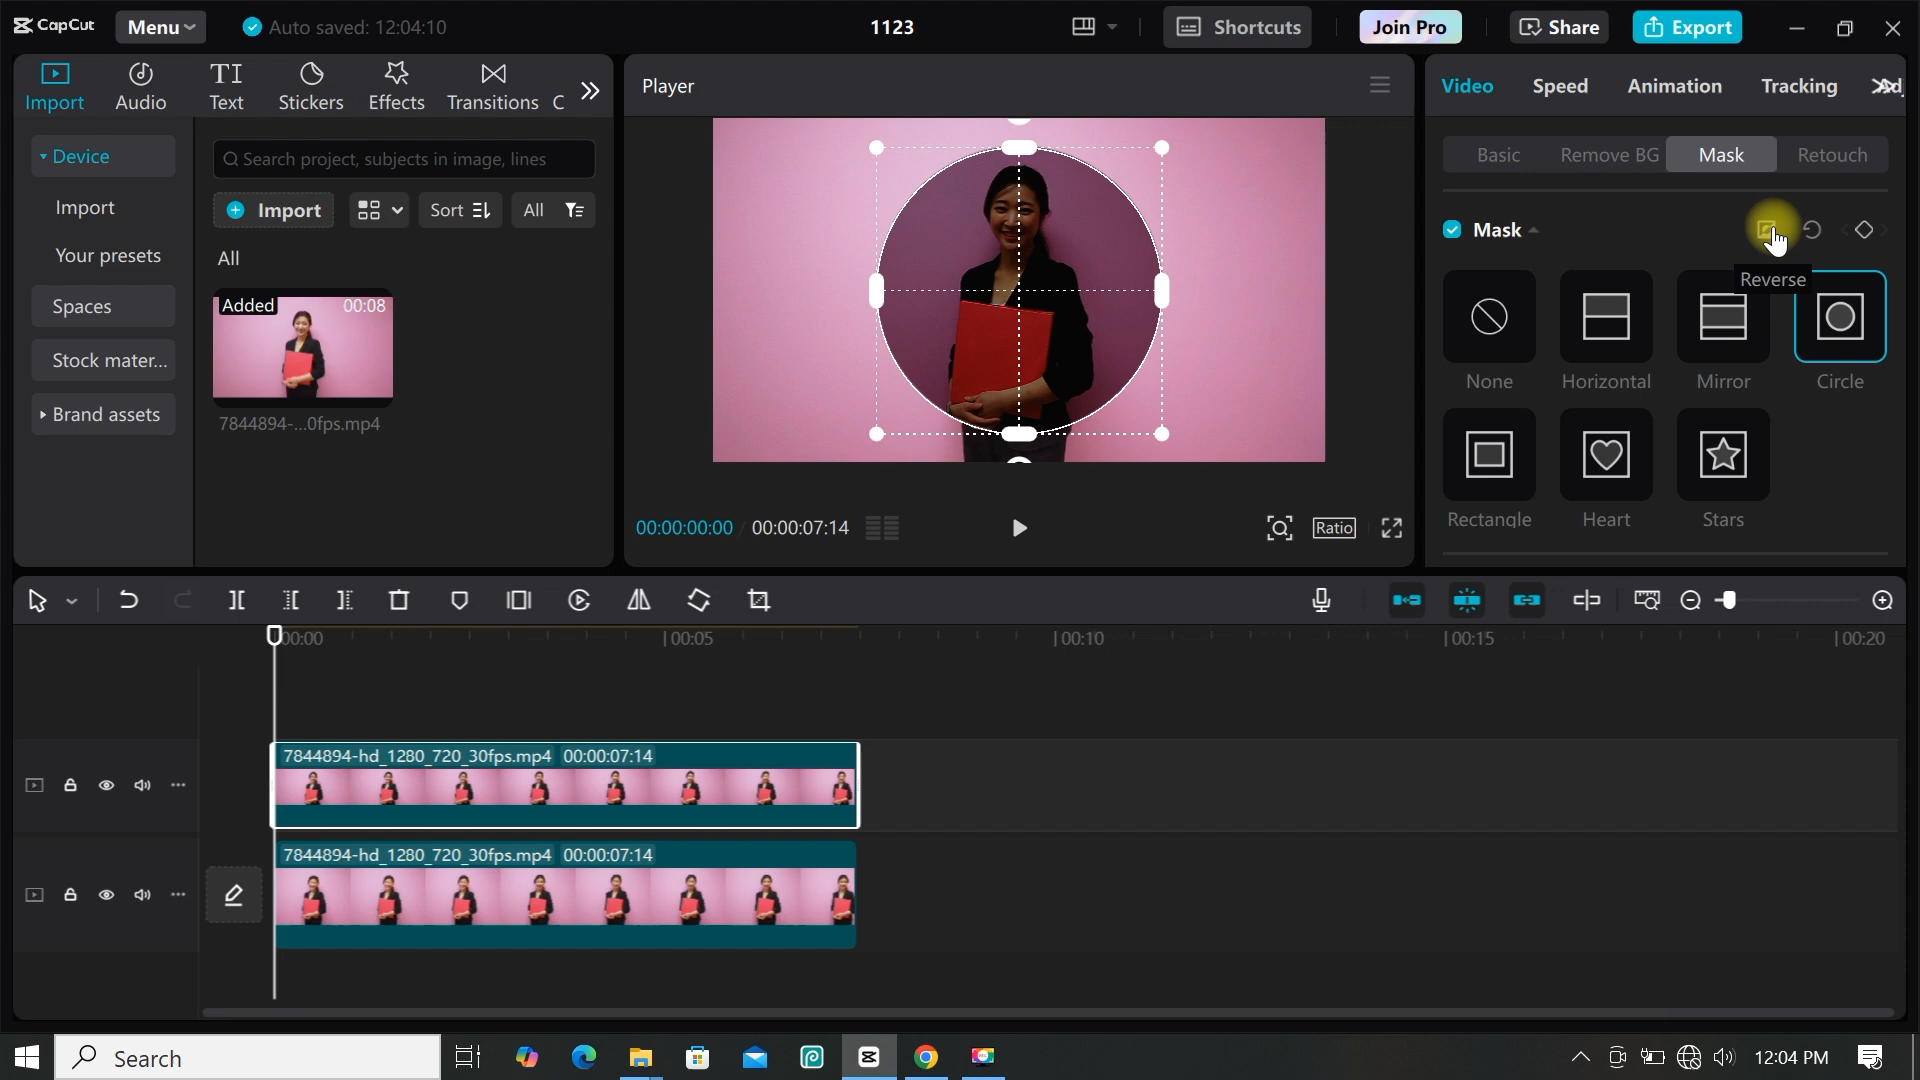 CapCut
Menu
Auto saved: 12:04:10
1123
Shortcuts
Join Pro
Share
Export
Import
Audio
Text
Stickers
Effects
Transitions
C
Player
Video
Speed
Animation
Tracking
Adj
Device
Import
Your presets
Spaces
Stock mater...
Brand assets
Search project, subjects in image, lines
Import
Sort
All
All
Added
00:08
7844894-...0fps.mp4
00:00:00:00
00:00:07:14
Ratio
Basic
Remove BG
Mask
Retouch
Mask
Reverse
None
Horizontal
Mirror
Circle
Rectangle
Heart
Stars
00:00
00:05
00:10
00:15
00:20
7844894-hd_1280_720_30fps.mp4 00:00:07:14
7844894-hd_1280_720_30fps.mp4 00:00:07:14
Search
12:04 PM